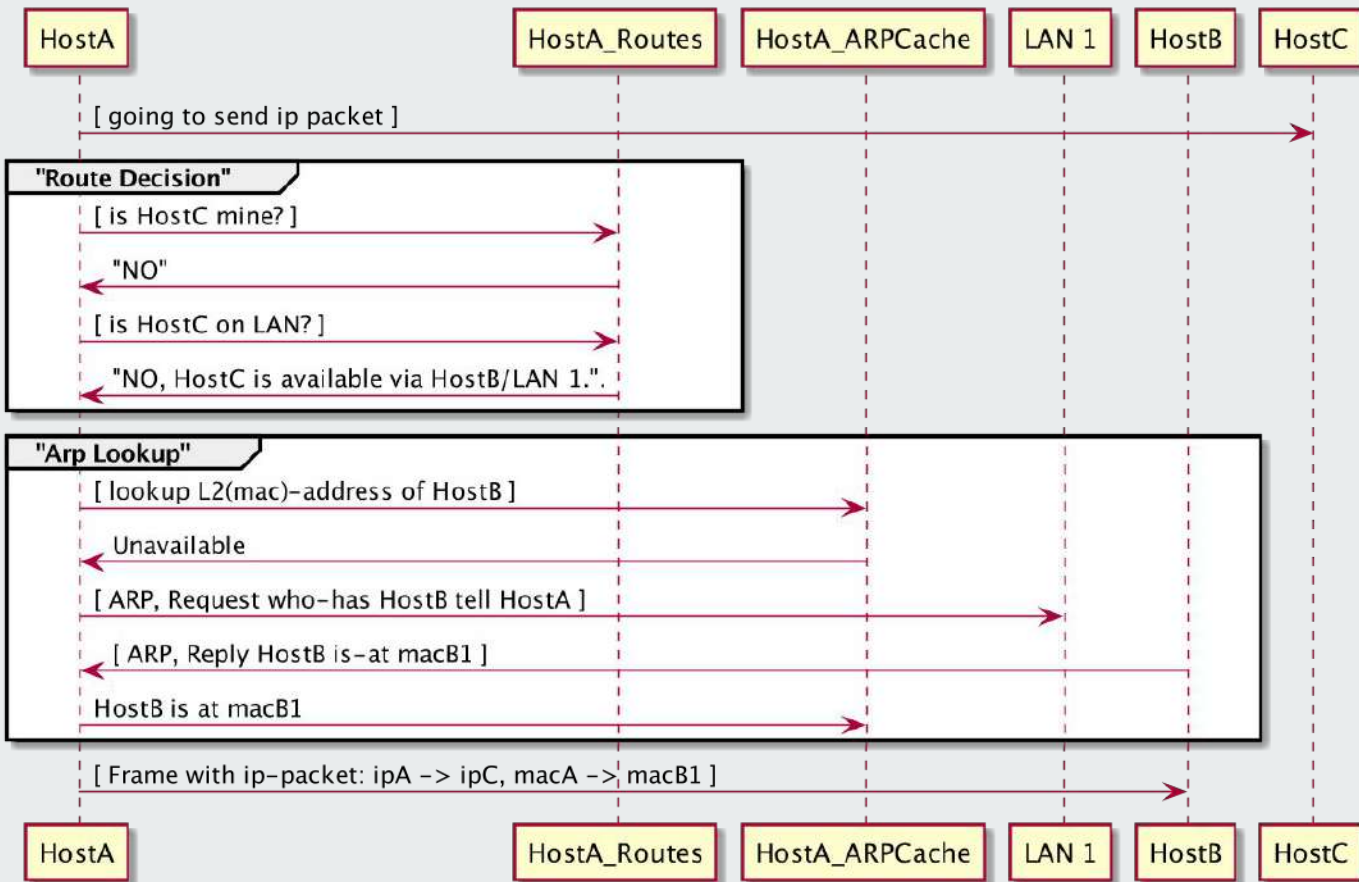 HostA HostA_Routes HostA_ARPCache LAN 1 HostB HostC
[ going to send ip packet ]
"Route Decision"
[ is HostC mine? ]
"NO"
[ is HostC on LAN? ]
"NO, HostC is available via HostB/LAN 1.".
"Arp Lookup"
[ lookup L2(mac)-address of HostB ]
Unavailable
[ ARP, Request who-has HostB tell HostA ]
[ ARP, Reply HostB is-at macB1 ]
HostB is at macB1
[ Frame with ip-packet: ipA -> ipC, macA -> macB1 ]
HostA HostA_Routes HostA_ARPCache LAN 1 HostB HostC